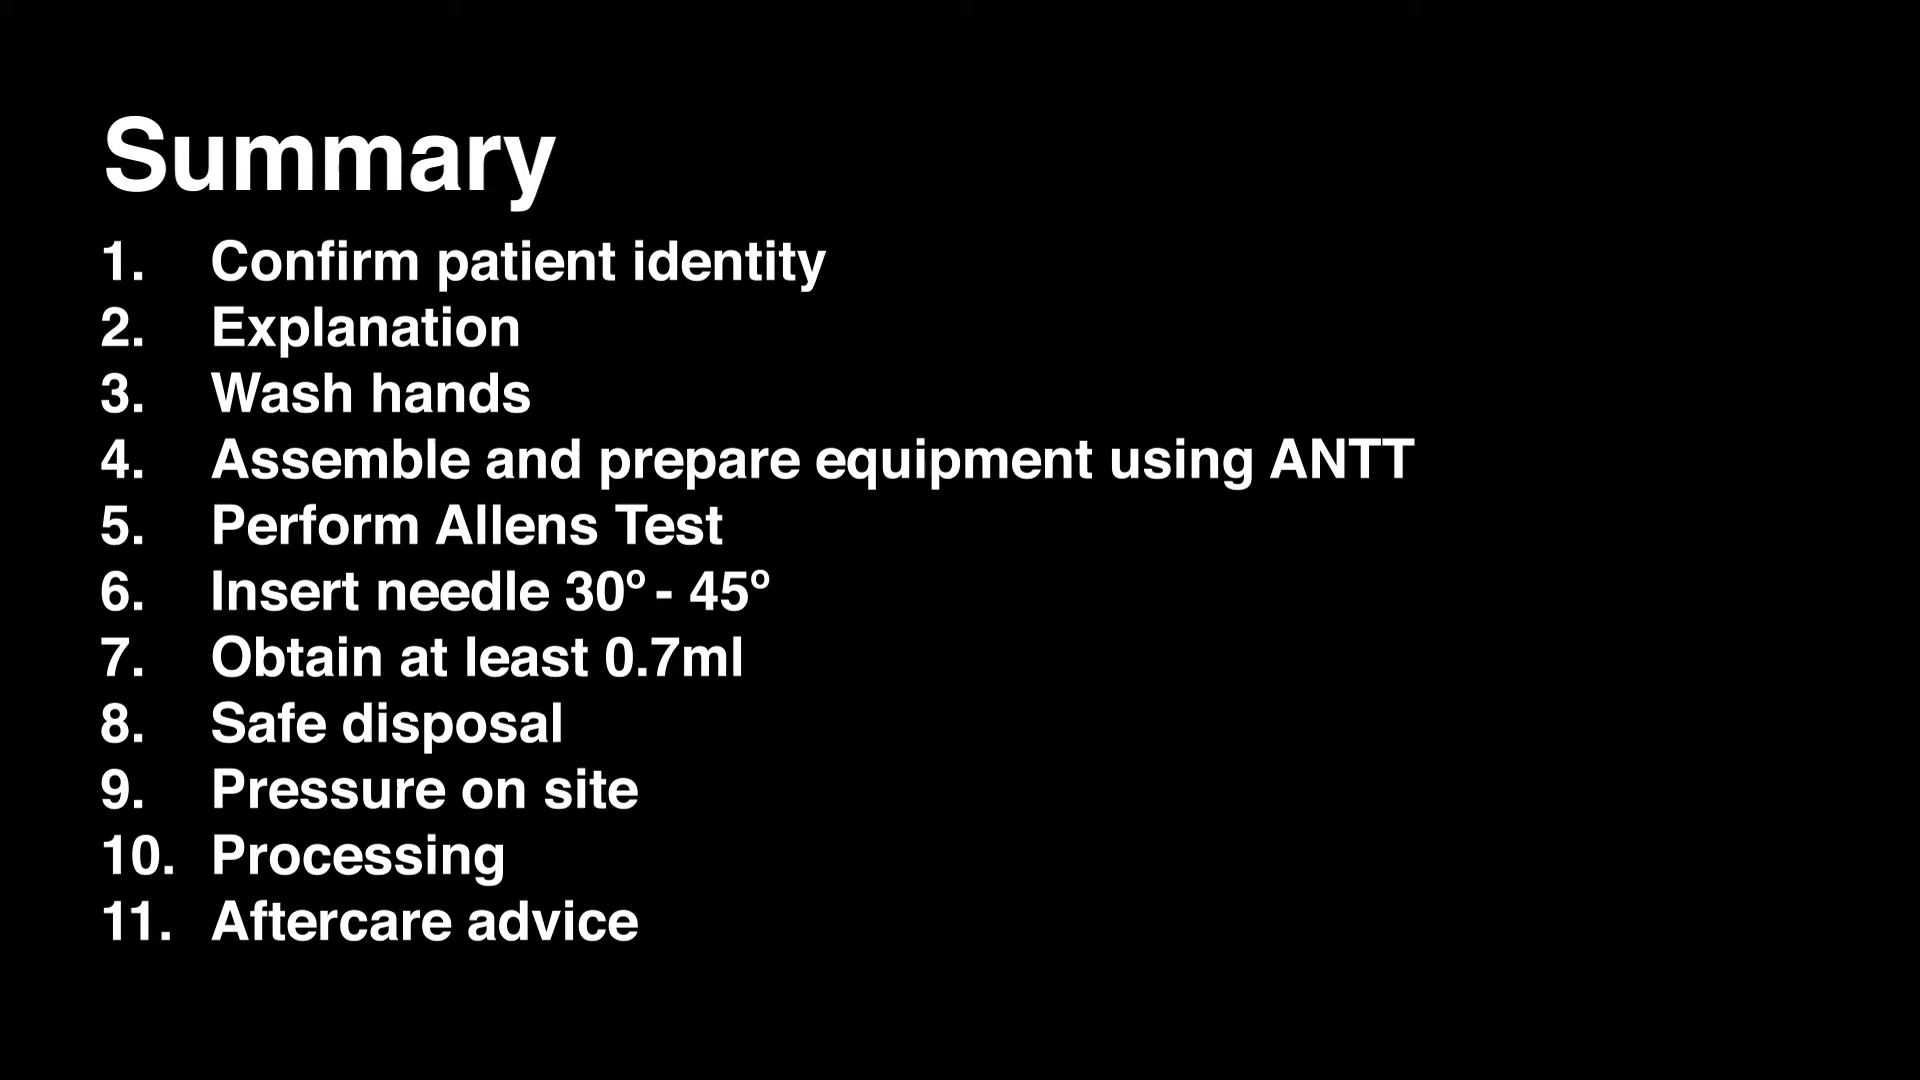 Summary
1. Confirm patient identity
2. Explanation
3. Wash hands
4. Assemble and prepare equipment using ANTT
5. Perform Allens Test
6. Insert needle 30º - 45º
7. Obtain at least 0.7ml
8. Safe disposal
9. Pressure on site
10. Processing
11. Aftercare advice